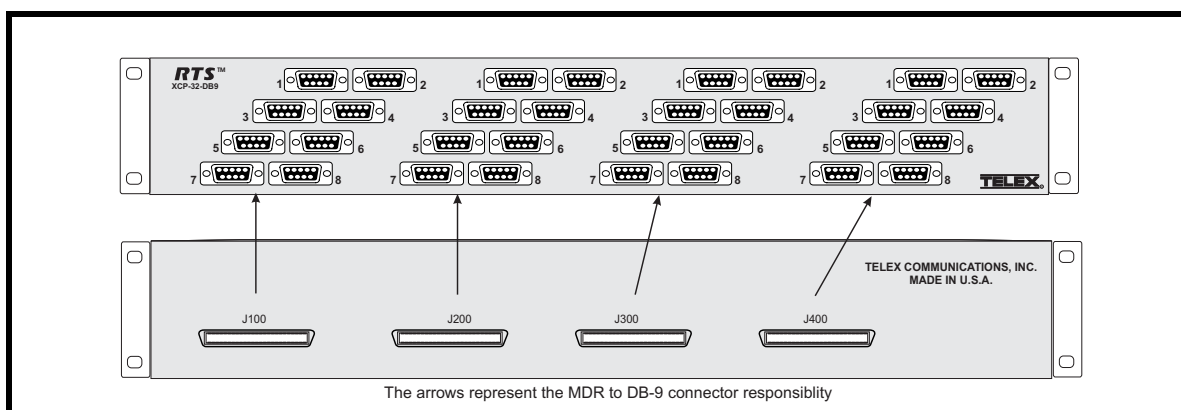 RTS™
XCP-32-DB9
1 2 1 2 1 2 1 2
3 4 3 4 3 4 3 4
5 6 5 6 5 6 5 6
7 8 7 8 7 8 7 8
TELEX®
TELEX COMMUNICATIONS, INC.
MADE IN U.S.A.
J100 J200 J300 J400
The arrows represent the MDR to DB-9 connector responsiblity